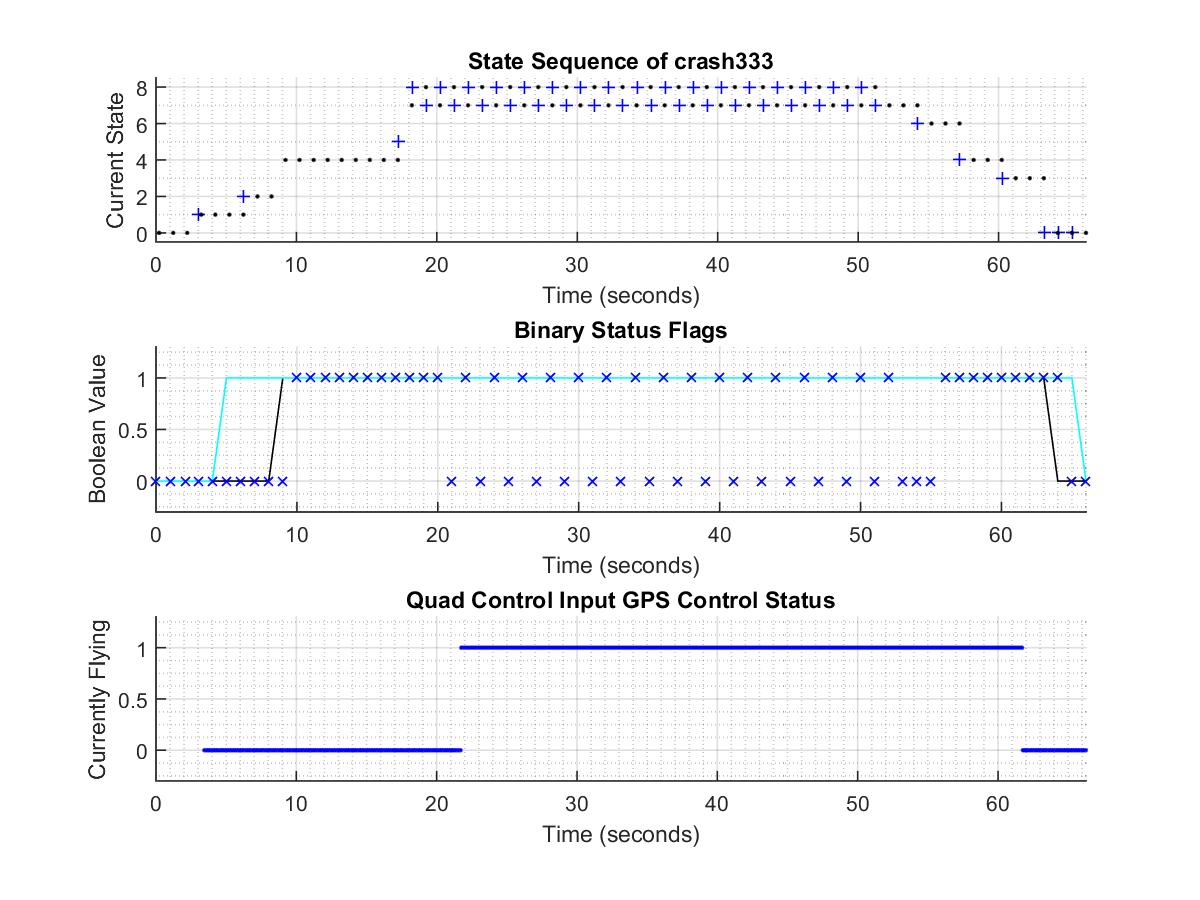 State Sequence of crash333
Current State
8
6
4
2
0
0 10 20 30 40 50 60
Time (seconds)
Binary Status Flags
Boolean Value
1
0.5
0
0 10 20 30 40 50 60
Time (seconds)
Quad Control Input GPS Control Status
Currently Flying
1
0.5
0
0 10 20 30 40 50 60
Time (seconds)